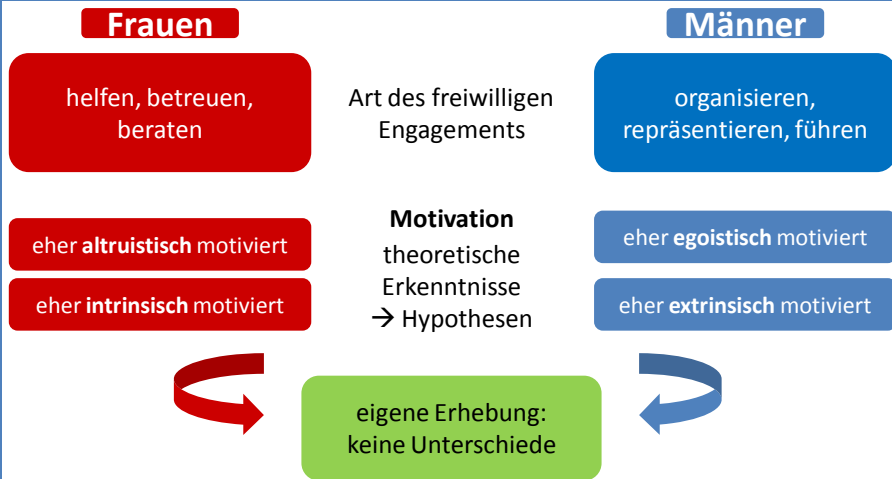 Frauen
Männer
helfen, betreuen,
beraten
Art des freiwilligen
Engagements
organisieren,
repräsentieren, führen
eher altruistisch motiviert
eher intrinsisch motiviert
Motivation
theoretische
Erkenntnisse
→ Hypothesen
eher egoistisch motiviert
eher extrinsisch motiviert
eigene Erhebung:
keine Unterschiede